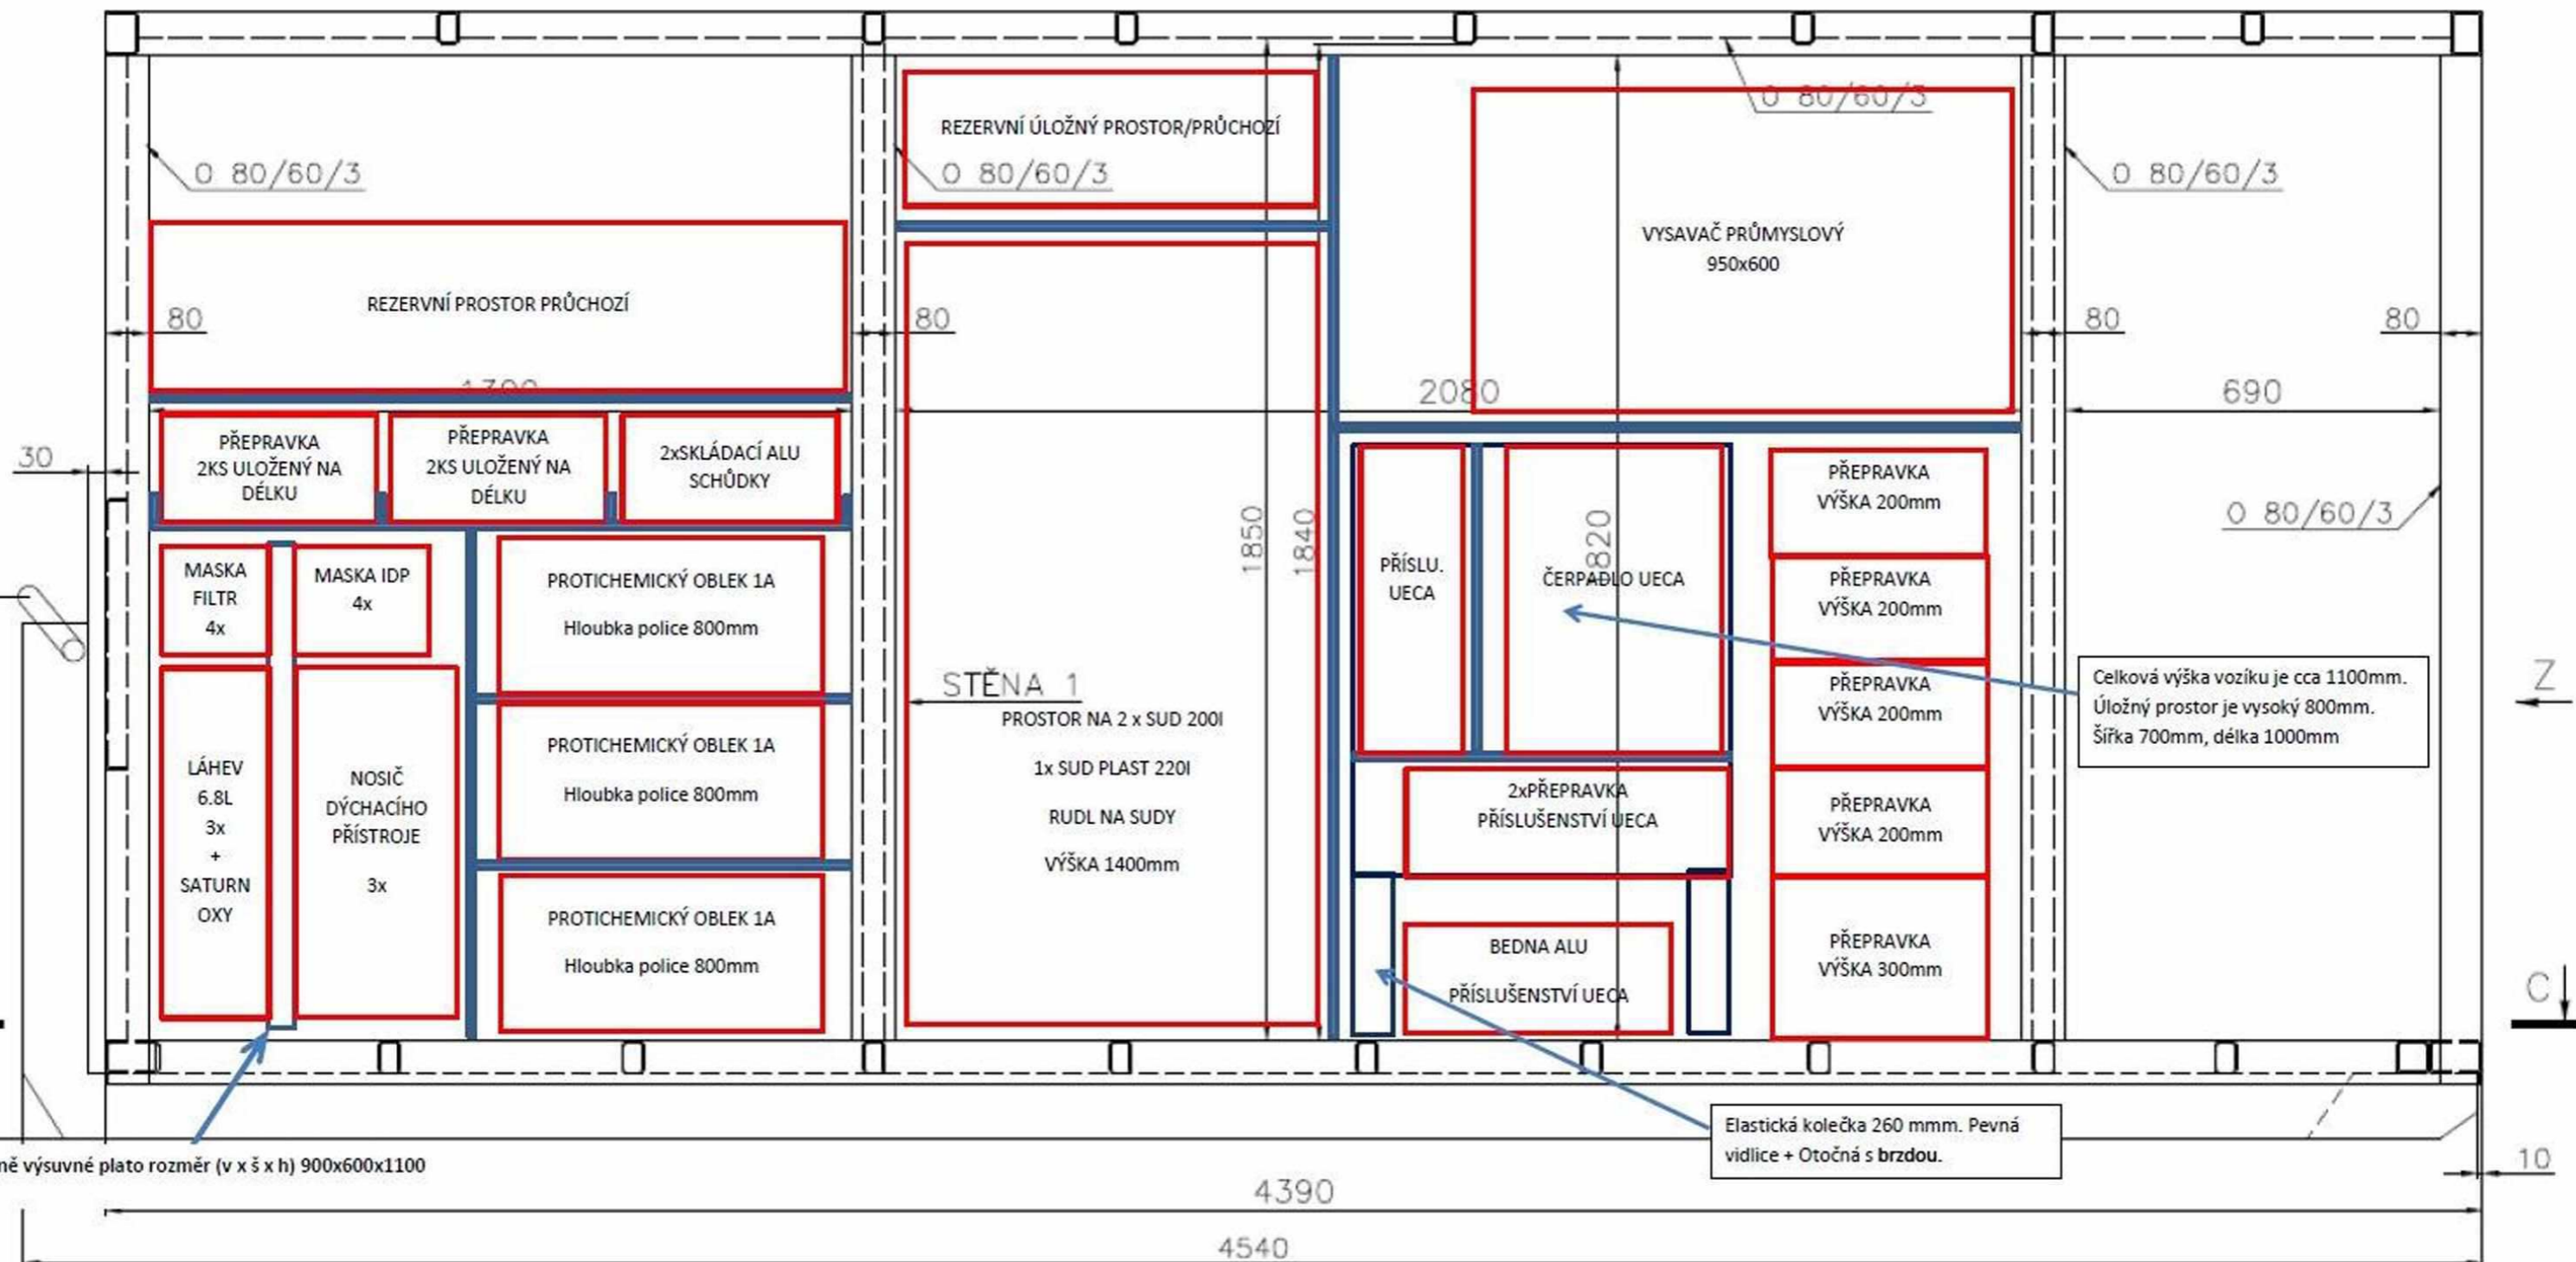 O 80/60/3
REZERVNÍ ÚLOŽNÝ PROSTOR/PRŮCHOZÍ
O 80/60/3
O 80/60/3
VYSAVAČ PRŮMYSLOVÝ
950x600
O 80/60/3
REZERVNÍ PROSTOR PRŮCHOZÍ
80
80
80
80
2080
690
30
PŘEPRAVKA
2KS ULOŽENÝ NA
DÉLKU
PŘEPRAVKA
2KS ULOŽENÝ NA
DÉLKU
2xSKLÁDACÍ ALU
SCHŮDKY
MASKA
FILTR
4x
MASKA IDP
4x
LÁHEV
6.8L
3x
+
SATURN
OXY
NOSIČ
DÝCHACÍHO
PŘÍSTROJE
3x
PROTICHEMICKÝ OBLEK 1A
Hloubka police 800mm
PROTICHEMICKÝ OBLEK 1A
Hloubka police 800mm
PROTICHEMICKÝ OBLEK 1A
Hloubka police 800mm
1850
1840
STĚNA 1
PROSTOR NA 2 x SUD 200l
1x SUD PLAST 220l
RUDL NA SUDY
VÝŠKA 1400mm
PŘÍSLU.
UECA
1820
ČERPADLO UECA
2xPŘEPRAVKA
PŘÍSLUŠENSTVÍ UECA
BEDNA ALU
PŘÍSLUŠENSTVÍ UECA
PŘEPRAVKA
VÝŠKA 200mm
PŘEPRAVKA
VÝŠKA 200mm
PŘEPRAVKA
VÝŠKA 200mm
PŘEPRAVKA
VÝŠKA 200mm
PŘEPRAVKA
VÝŠKA 300mm
O 80/60/3
Celková výška vozíku je cca 1100mm.
Úložný prostor je vysoký 800mm.
Šířka 700mm, délka 1000mm
Z
C
Elastická kolečka 260 mmm. Pevná
vidlice + Otočná s brzdou.
výsuvné plato rozměr (v x š x h) 900x600x1100
10
4390
4540